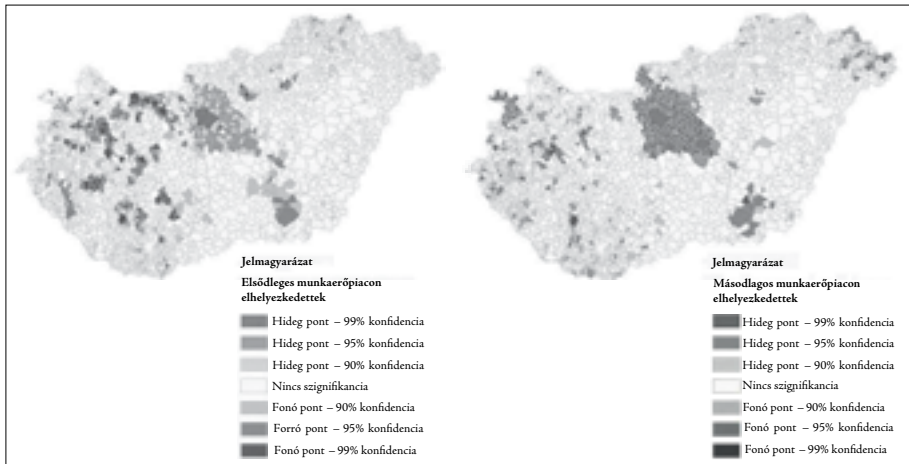 Jelmagyarázat
Elsődleges munkaerőpiacon
elhelyezkedettek
Hideg pont – 99% konfidencia
Hideg pont – 95% konfidencia
Hideg pont – 90% konfidencia
Nincs szignifikancia
Fonó pont – 90% konfidencia
Forró pont – 95% konfidencia
Fonó pont – 99% konfidencia
Jelmagyarázat
Másodlagos munkaerőpiacon
elhelyezkedettek
Hideg pont – 99% konfidencia
Hideg pont – 95% konfidencia
Hideg pont – 90% konfidencia
Nincs szignifikancia
Fonó pont – 90% konfidencia
Fonó pont – 95% konfidencia
Fonó pont – 99% konfidencia